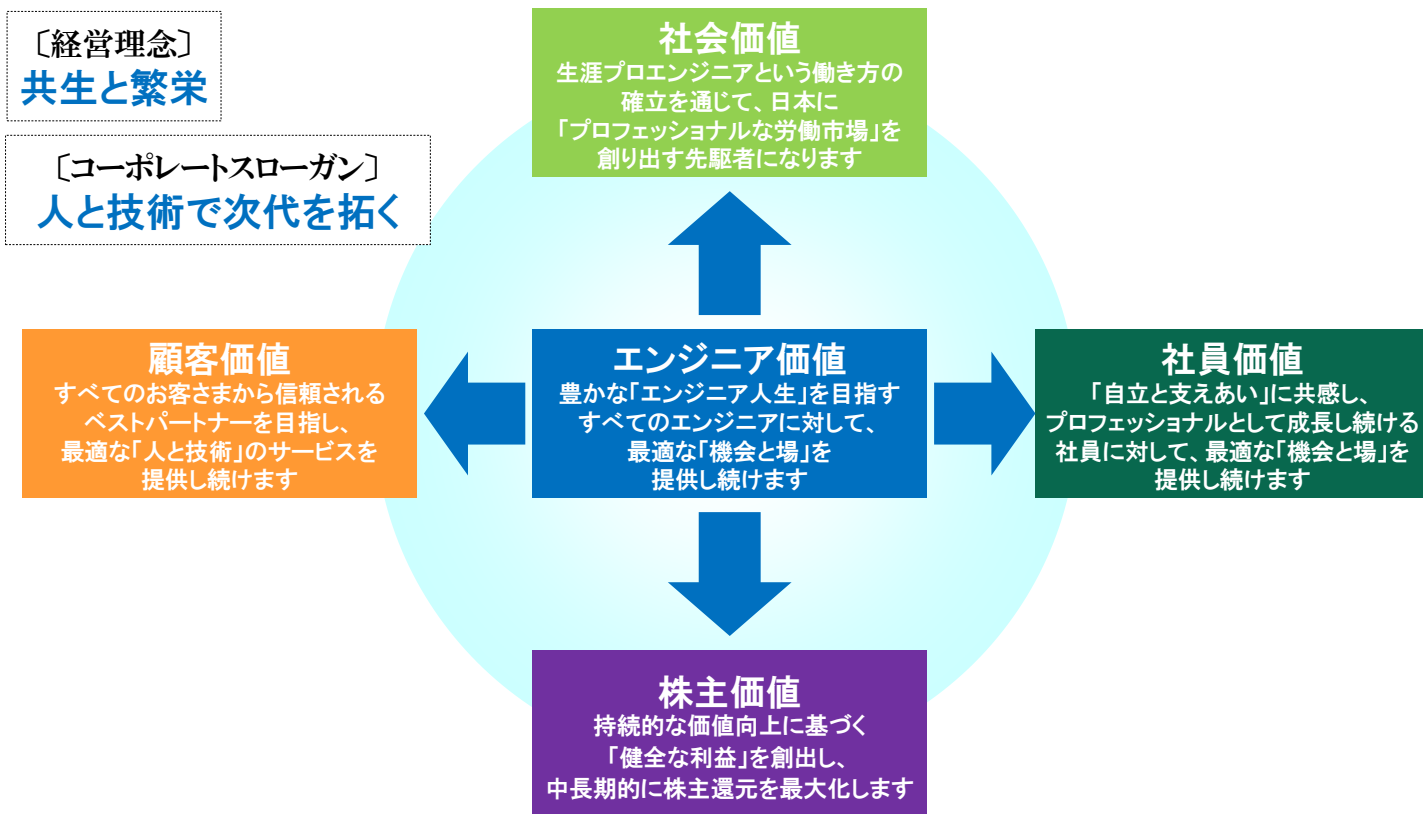 〔経営理念〕
共生と繁栄
〔コーポレートスローガン〕
人と技術で次代を拓く
社会価値
生涯プロエンジニアという働き方の
確立を通じて、日本に
「プロフェッショナルな労働市場」を
創り出す先駆者になります
顧客価値
すべてのお客さまから信頼される
ベストパートナーを目指し、
最適な「人と技術」のサービスを
提供し続けます
エンジニア価値
豊かな「エンジニア人生」を目指す
すべてのエンジニアに対して、
最適な「機会と場」を
提供し続けます
社員価値
「自立と支えあい」に共感し、
プロフェッショナルとして成長し続ける
社員に対して、最適な「機会と場」を
提供し続けます
株主価値
持続的な価値向上に基づく
「健全な利益」を創出し、
中長期的に株主還元を最大化します